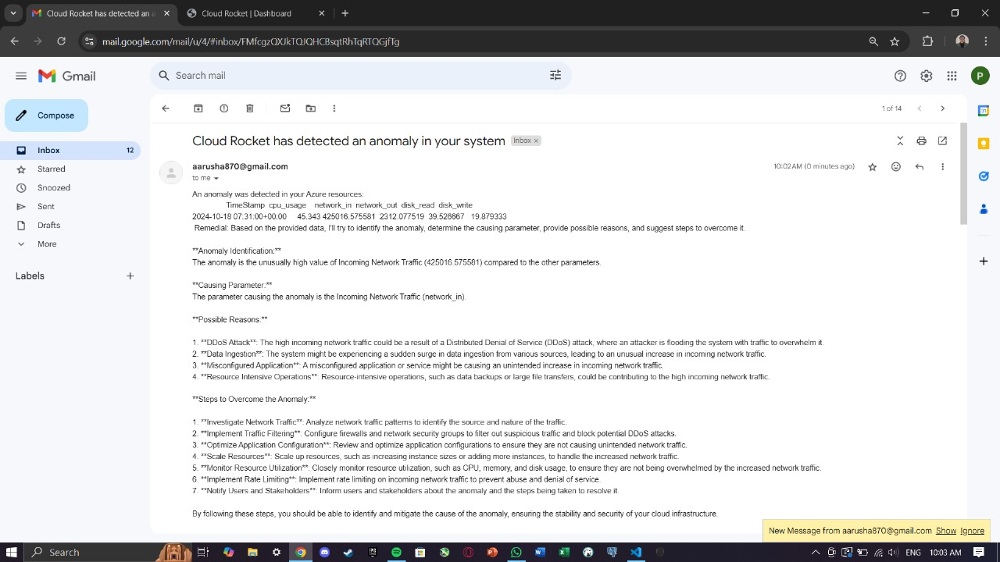 Cloud Rocket has detected an a
Cloud Rocket | Dashboard
mail.google.com/mail/u/4/#inbox/FMfcgzQXJkTQJQHCBsqtRhTqRTQGjfTg
Gmail
Search mail
P
Compose
1 of 14
Inbox 12
Starred
Snoozed
Sent
Drafts
More
Labels
Cloud Rocket has detected an anomaly in your system Inbox
aarusha870@gmail.com
10:02 AM (0 minutes ago)
to me
An anomaly was detected in your Azure resources:
TimeStamp cpu_usage network_in network_out disk_read disk_write
2024-10-18 07:31:00+00:00 45.343 425016.575581 2312.077519 39.526667 19.879333
Remedial: Based on the provided data, I'll try to identify the anomaly, determine the causing parameter, provide possible reasons, and suggest steps to overcome it.
**Anomaly Identification:**
The anomaly is the unusually high value of Incoming Network Traffic (425016.575581) compared to the other parameters.
**Causing Parameter:**
The parameter causing the anomaly is the Incoming Network Traffic (network_in).
**Possible Reasons:**
1. **DDoS Attack**: The high incoming network traffic could be a result of a Distributed Denial of Service (DDoS) attack, where an attacker is flooding the system with traffic to overwhelm it.
2. **Data Ingestion**: The system might be experiencing a sudden surge in data ingestion from various sources, leading to an unusual increase in incoming network traffic.
3. **Misconfigured Application**: A misconfigured application or service might be causing an unintended increase in incoming network traffic.
4. **Resource Intensive Operations**: Resource-intensive operations, such as data backups or large file transfers, could be contributing to the high incoming network traffic.
**Steps to Overcome the Anomaly:**
1. **Investigate Network Traffic**: Analyze network traffic patterns to identify the source and nature of the traffic.
2. **Implement Traffic Filtering**: Configure firewalls and network security groups to filter out suspicious traffic and block potential DDoS attacks.
3. **Optimize Application Configuration**: Review and optimize application configurations to ensure they are not causing unintended network traffic.
4. **Scale Resources**: Scale up resources, such as increasing instance sizes or adding more instances, to handle the increased network traffic.
5. **Monitor Resource Utilization**: Closely monitor resource utilization, such as CPU, memory, and disk usage, to ensure they are not being overwhelmed by the increased network traffic.
6. **Implement Rate Limiting**: Implement rate limiting on incoming network traffic to prevent abuse and denial of service.
7. **Notify Users and Stakeholders**: Inform users and stakeholders about the anomaly and the steps being taken to resolve it.
By following these steps, you should be able to identify and mitigate the cause of the anomaly, ensuring the stability and security of your cloud infrastructure.
New Message from aarusha870@gmail.com Show Ignore
Search
ENG 10:03 AM